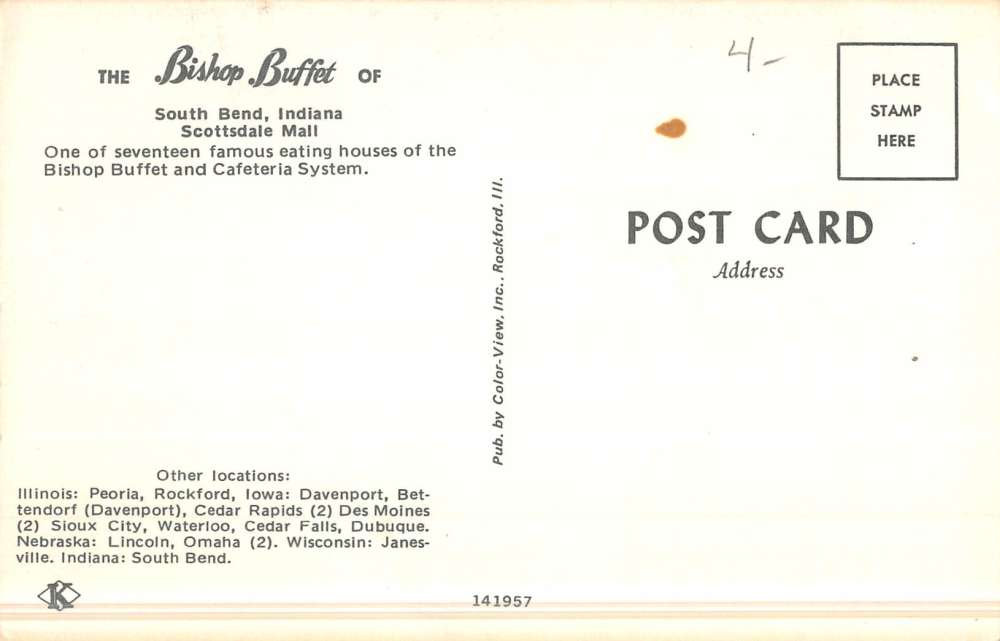 THE Bishop Buffet OF
South Bend, Indiana
Scottsdale Mall
One of seventeen famous eating houses of the
Bishop Buffet and Cafeteria System.
Other locations:
Illinois: Peoria, Rockford, Iowa: Davenport, Bet-
tendorf (Davenport), Cedar Rapids (2) Des Moines
(2) Sioux City, Waterloo, Cedar Falls, Dubuque.
Nebraska: Lincoln, Omaha (2). Wisconsin: Janes-
ville. Indiana: South Bend.
K
Pub. by Color-View, Inc., Rockford, Ill.
141957
4-
PLACE
STAMP
HERE
POST CARD
Address